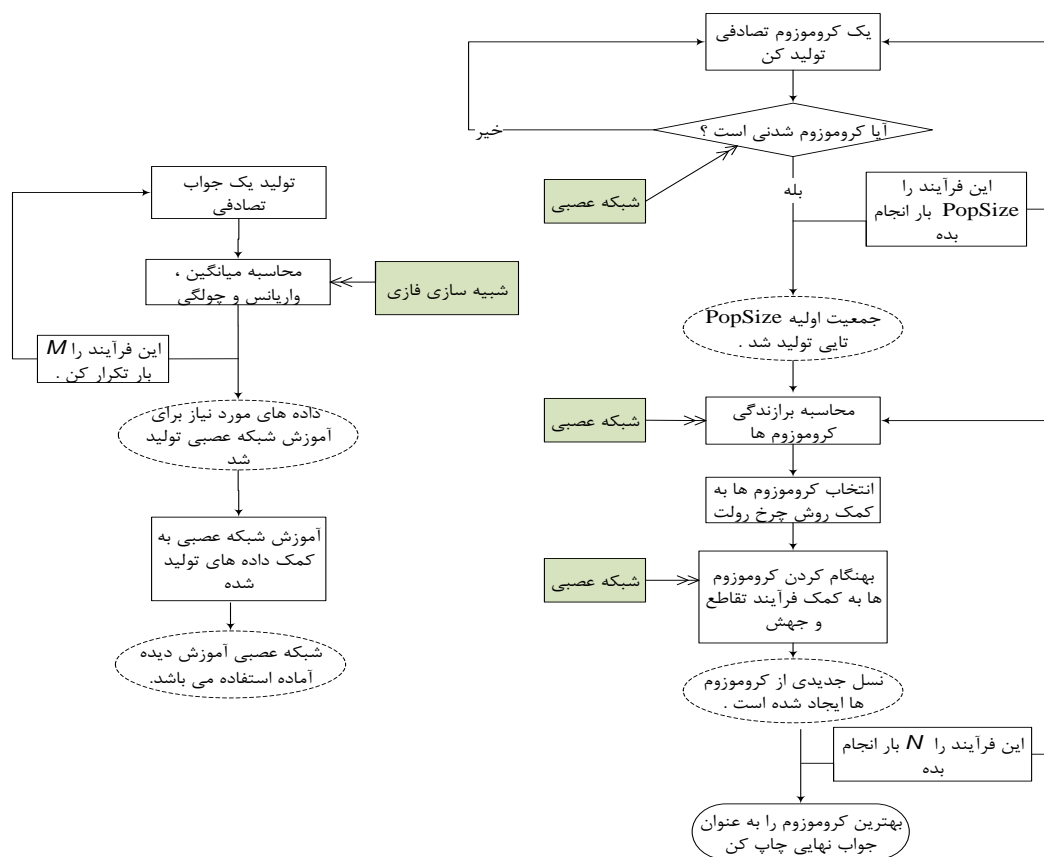 یک کروموزوم تصادفی
تولید کن
آیا کروموزوم شدنی است ؟
خیر
شبکه عصبی
بله
این فرآیند را
PopSize بار انجام
بده
جمعیت اولیه PopSize
تایی تولید شد .
شبکه عصبی
محاسبه برازندگی
کروموزوم ها
انتخاب کروموزوم ها به
کمک روش چرخ رولت
شبکه عصبی
بهنگام کردن کروموزوم
ها به کمک فرآیند تقاطع
و جهش
نسل جدیدی از کروموزوم
ها ایجاد شده است .
این فرآیند را N بار انجام
بده
بهترین کروموزوم را به عنوان
جواب نهایی چاپ کن
تولید یک جواب
تصادفی
محاسبه میانگین ،
واریانس و چولگی
شبیه سازی فازی
این فرآیند را M
بار تکرار کن .
داده های مورد نیاز برای
آموزش شبکه عصبی تولید
شد
آموزش شبکه عصبی به
کمک داده های تولید
شده
شبکه عصبی آموزش دیده
آماده استفاده می باشد.